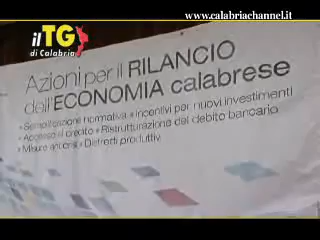 www.calabriachannel.it
il TG
di Calabria
Azioni per il RILANCIO
dell'ECONOMIA calabrese
• Semplificazione normativa • Incentivi per nuovi investimenti
• Accesso al credito • Ristrutturazione del debito bancario
• Misure anticrisi • Distretti produttivi